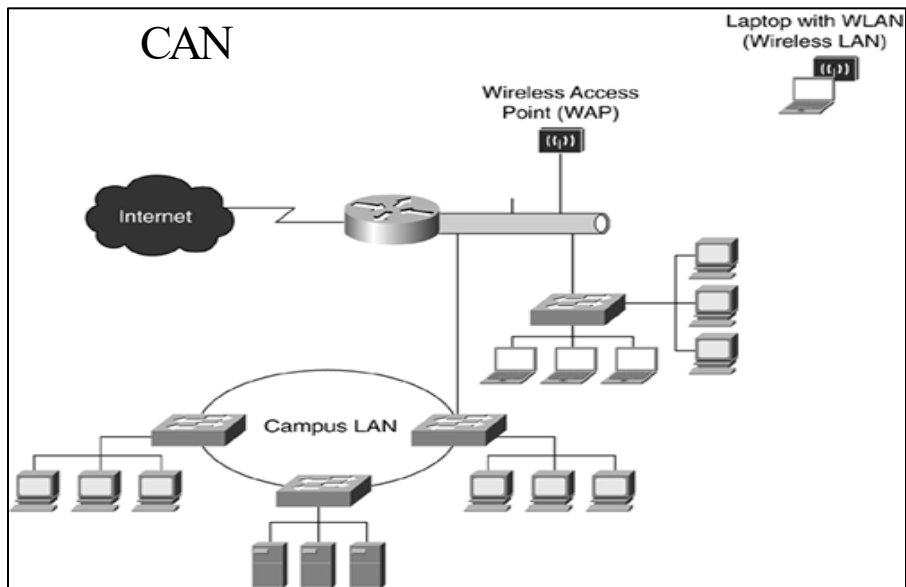 CAN
Laptop with WLAN
(Wireless LAN)
Wireless Access
Point (WAP)
Internet
Campus LAN